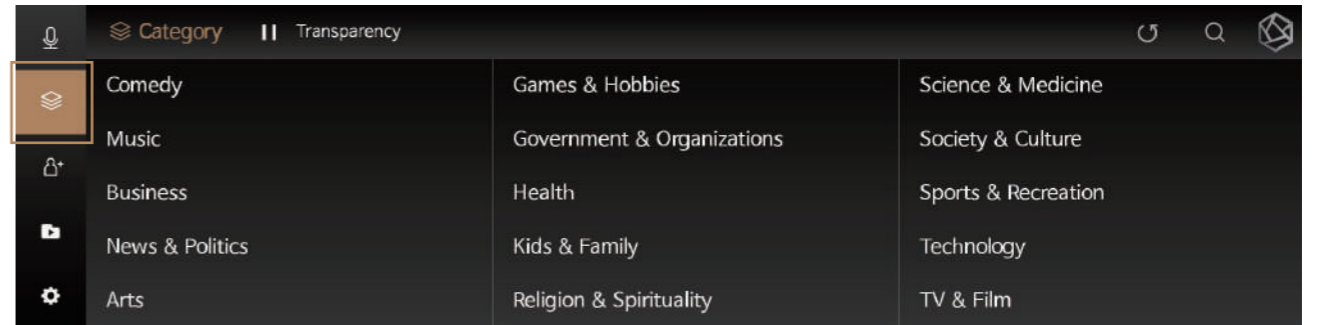 Category Transparency
Comedy
Music
Business
News & Politics
Arts
Games & Hobbies
Government & Organizations
Health
Kids & Family
Religion & Spirituality
Science & Medicine
Society & Culture
Sports & Recreation
Technology
TV & Film